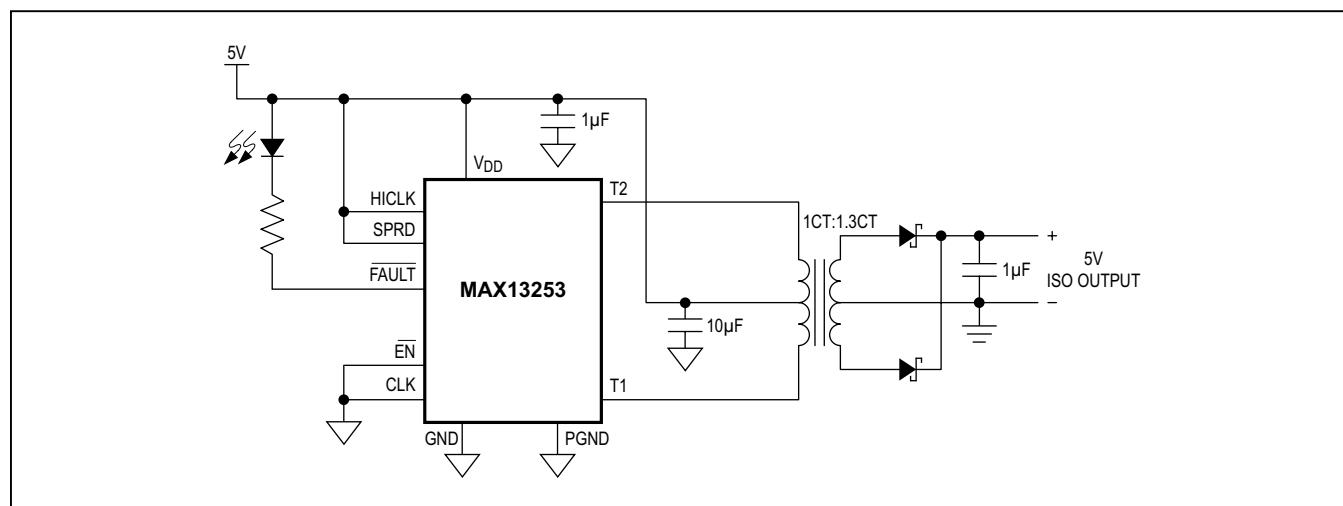 5V
1µF
VDD
T2
HICLK
1CT:1.3CT
SPRD
+
5V
1µF
ISO OUTPUT
FAULT
MAX13253
10µF
−
EN
CLK
T1
GND
PGND